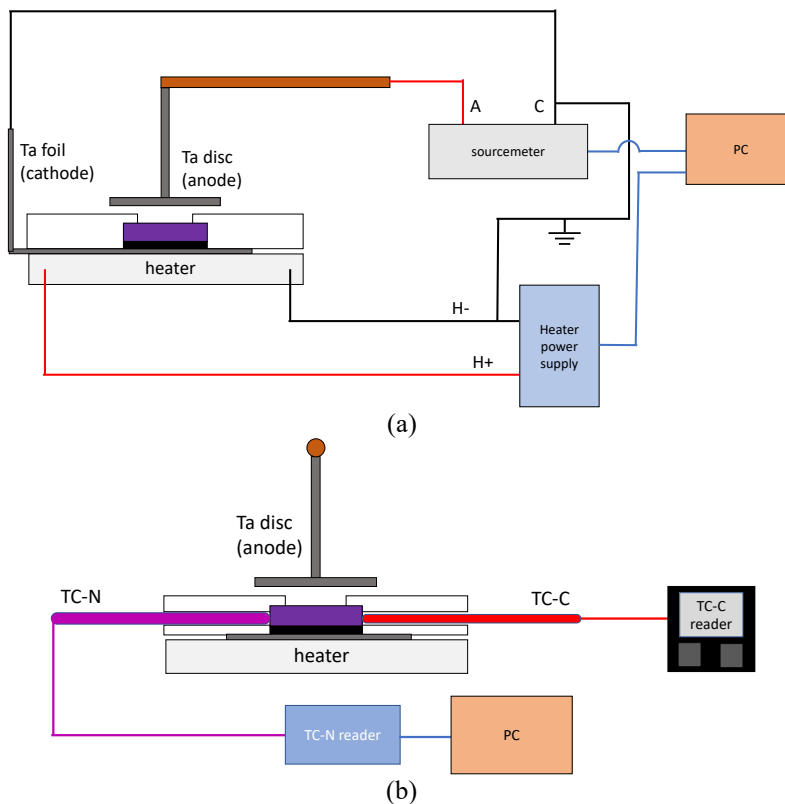 A
C
sourcemeter
PC
Ta foil
(cathode)
Ta disc
(anode)
heater
H-
H+
Heater
power
supply
(a)
Ta disc
(anode)
TC-N
TC-C
TC-C
reader
heater
TC-N reader
PC
(b)